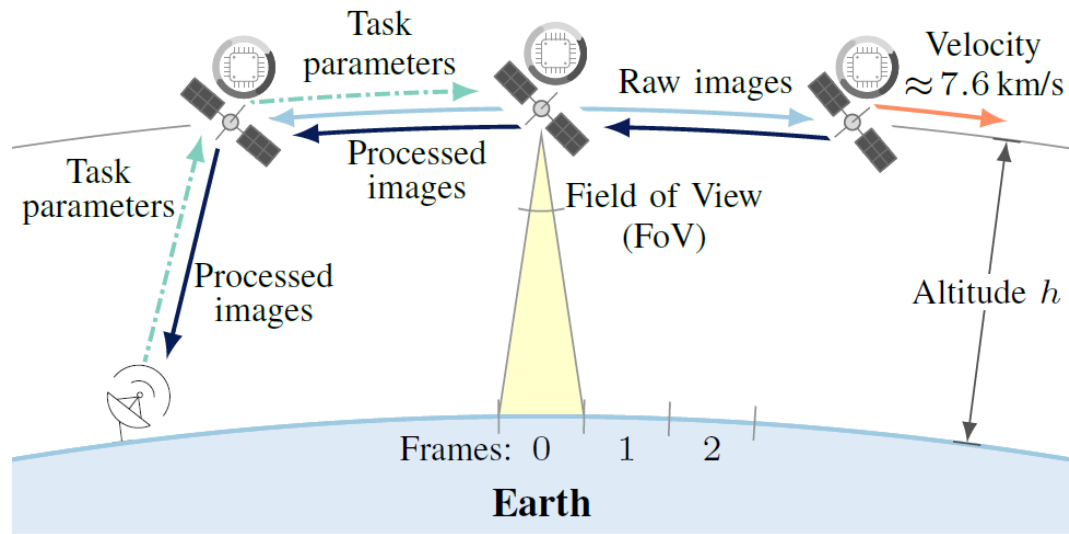 Task
parameters
Velocity
≈ 7.6 km/s
Raw images
Processed
images
Task
parameters
Field of View
(FoV)
Processed
images
Altitude h
Frames: 0 1 2
Earth